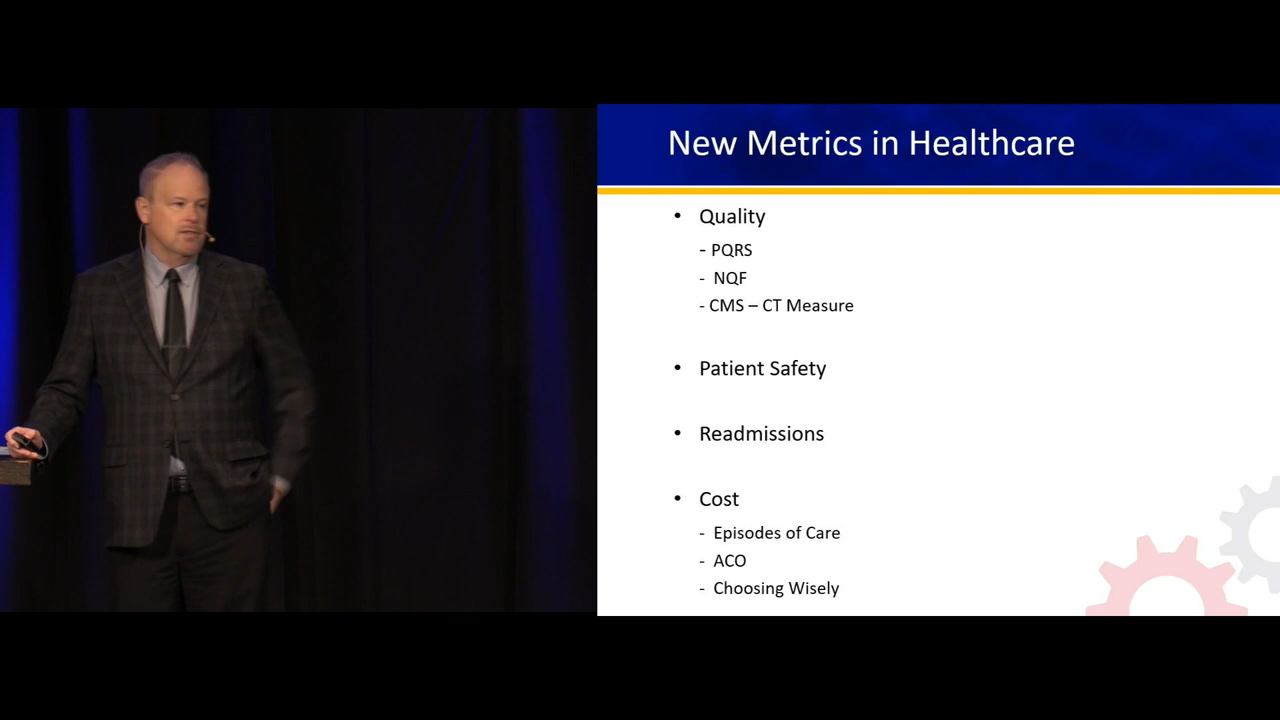 New Metrics in Healthcare
• Quality
- PQRS
- NQF
- CMS – CT Measure
• Patient Safety
• Readmissions
• Cost
- Episodes of Care
- ACO
- Choosing Wisely